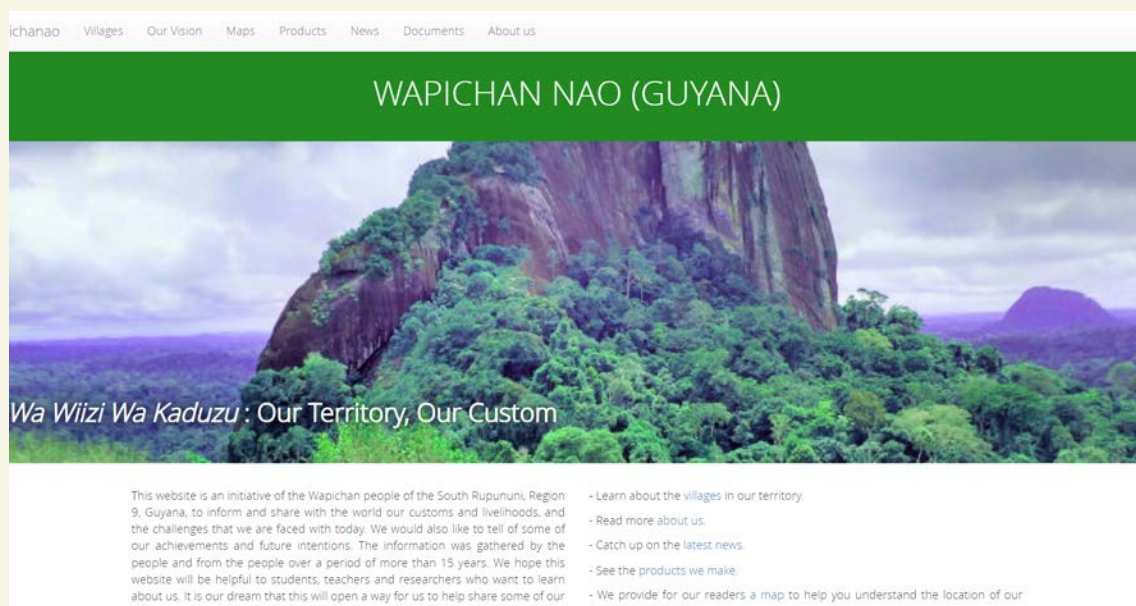 ichanao Villages Our Vision Maps Products News Documents About us
WAPICHAN NAO (GUYANA)
Wa Wiizi Wa Kaduzu : Our Territory, Our Custom
This website is an initiative of the Wapichan people of the South Rupununi, Region
9, Guyana, to inform and share with the world our customs and livelihoods, and
the challenges that we are faced with today. We would also like to tell of some of
our achievements and future intentions. The information was gathered by the
people and from the people over a period of more than 15 years. We hope this
website will be helpful to students, teachers and researchers who want to learn
about us. It is our dream that this will open a way for us to help share some of our
- Learn about the villages in our territory.
- Read more about us.
- Catch up on the latest news.
- See the products we make.
- We provide for our readers a map to help you understand the location of our